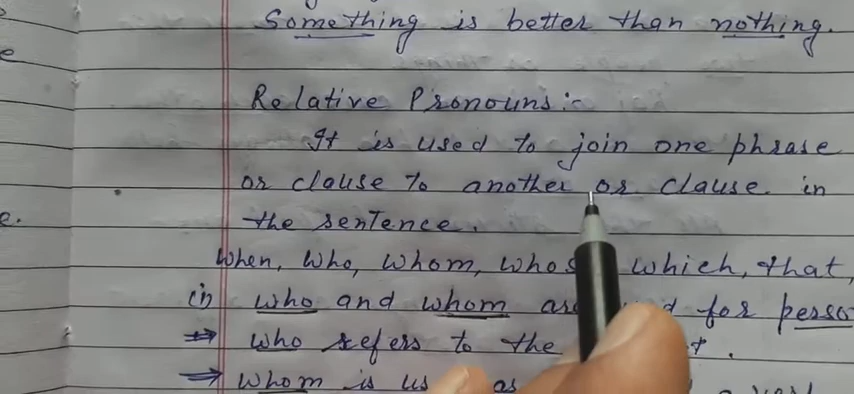 Something is better than nothing.
Relative Pronouns:-
It is used to join one phrase
or clause to another or clause. in
the sentence.
When, Who, Whom, which, that,
(i) who and whom for
⇒ who refers to the
→ Whom is as